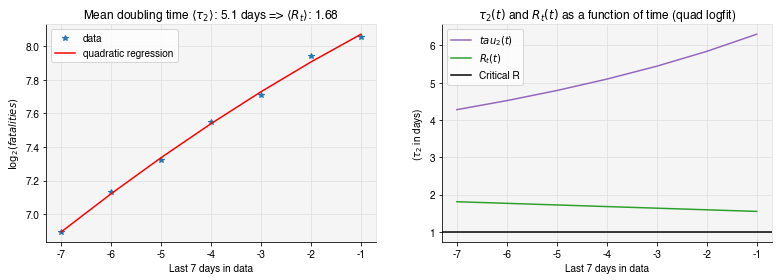 Mean doubling time ⟨τ₂⟩: 5.1 days => ⟨Rₜ⟩: 1.68
data
quadratic regression
log₂(fatalities)
8.0
7.8
7.6
7.4
7.2
7.0
-7 -6 -5 -4 -3 -2 -1
Last 7 days in data
τ₂(t) and Rₜ(t) as a function of time (quad logfit)
tau₂(t)
Rₜ(t)
Critical R
(τ₂ in days)
6
5
4
3
2
1
-7 -6 -5 -4 -3 -2 -1
Last 7 days in data